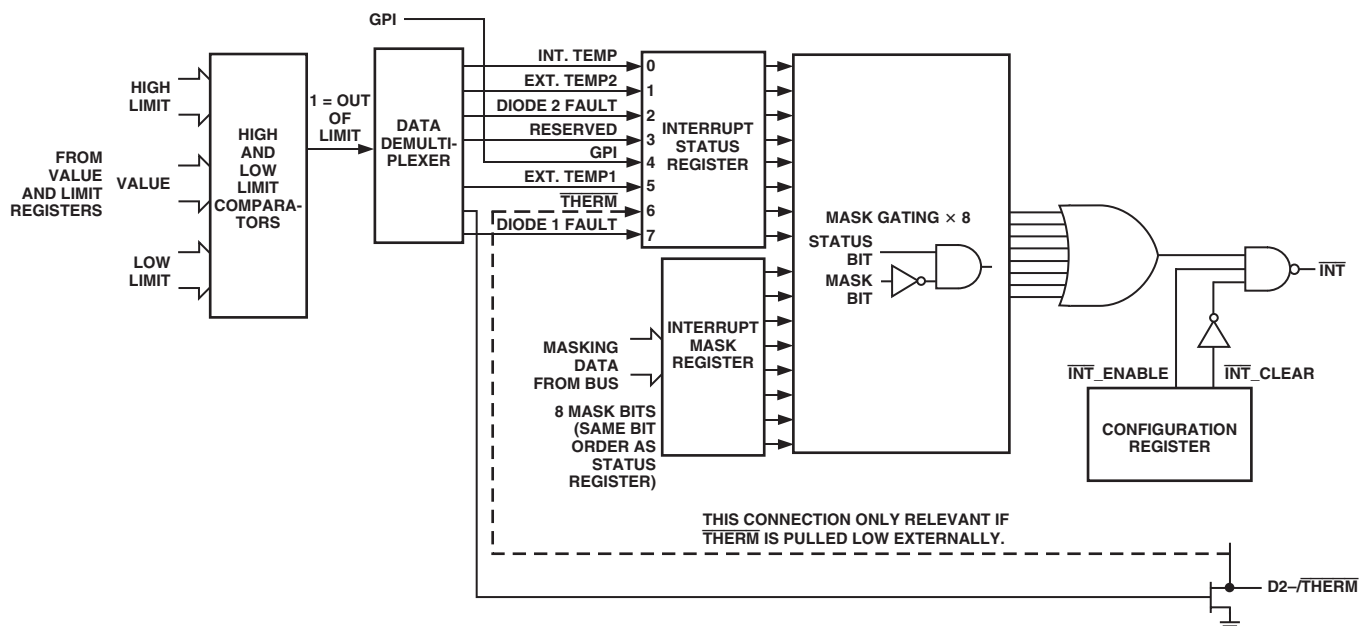 GPI
HIGH
LIMIT
FROM
VALUE
AND LIMIT
REGISTERS
VALUE
LOW
LIMIT
HIGH
AND
LOW
LIMIT
COMPARA-
TORS
1 = OUT
OF
LIMIT
DATA
DEMULTI-
PLEXER
INT. TEMP
EXT. TEMP2
DIODE 2 FAULT
RESERVED
GPI
EXT. TEMP1
THERM
DIODE 1 FAULT
0
1
2
3
4
5
6
7
INTERRUPT
STATUS
REGISTER
MASK GATING × 8
STATUS
BIT
MASK
BIT
INT
MASKING
DATA
FROM BUS
INTERRUPT
MASK
REGISTER
8 MASK BITS
(SAME BIT
ORDER AS
STATUS
REGISTER)
INT_ENABLE
INT_CLEAR
CONFIGURATION
REGISTER
THIS CONNECTION ONLY RELEVANT IF
THERM IS PULLED LOW EXTERNALLY.
D2–/THERM